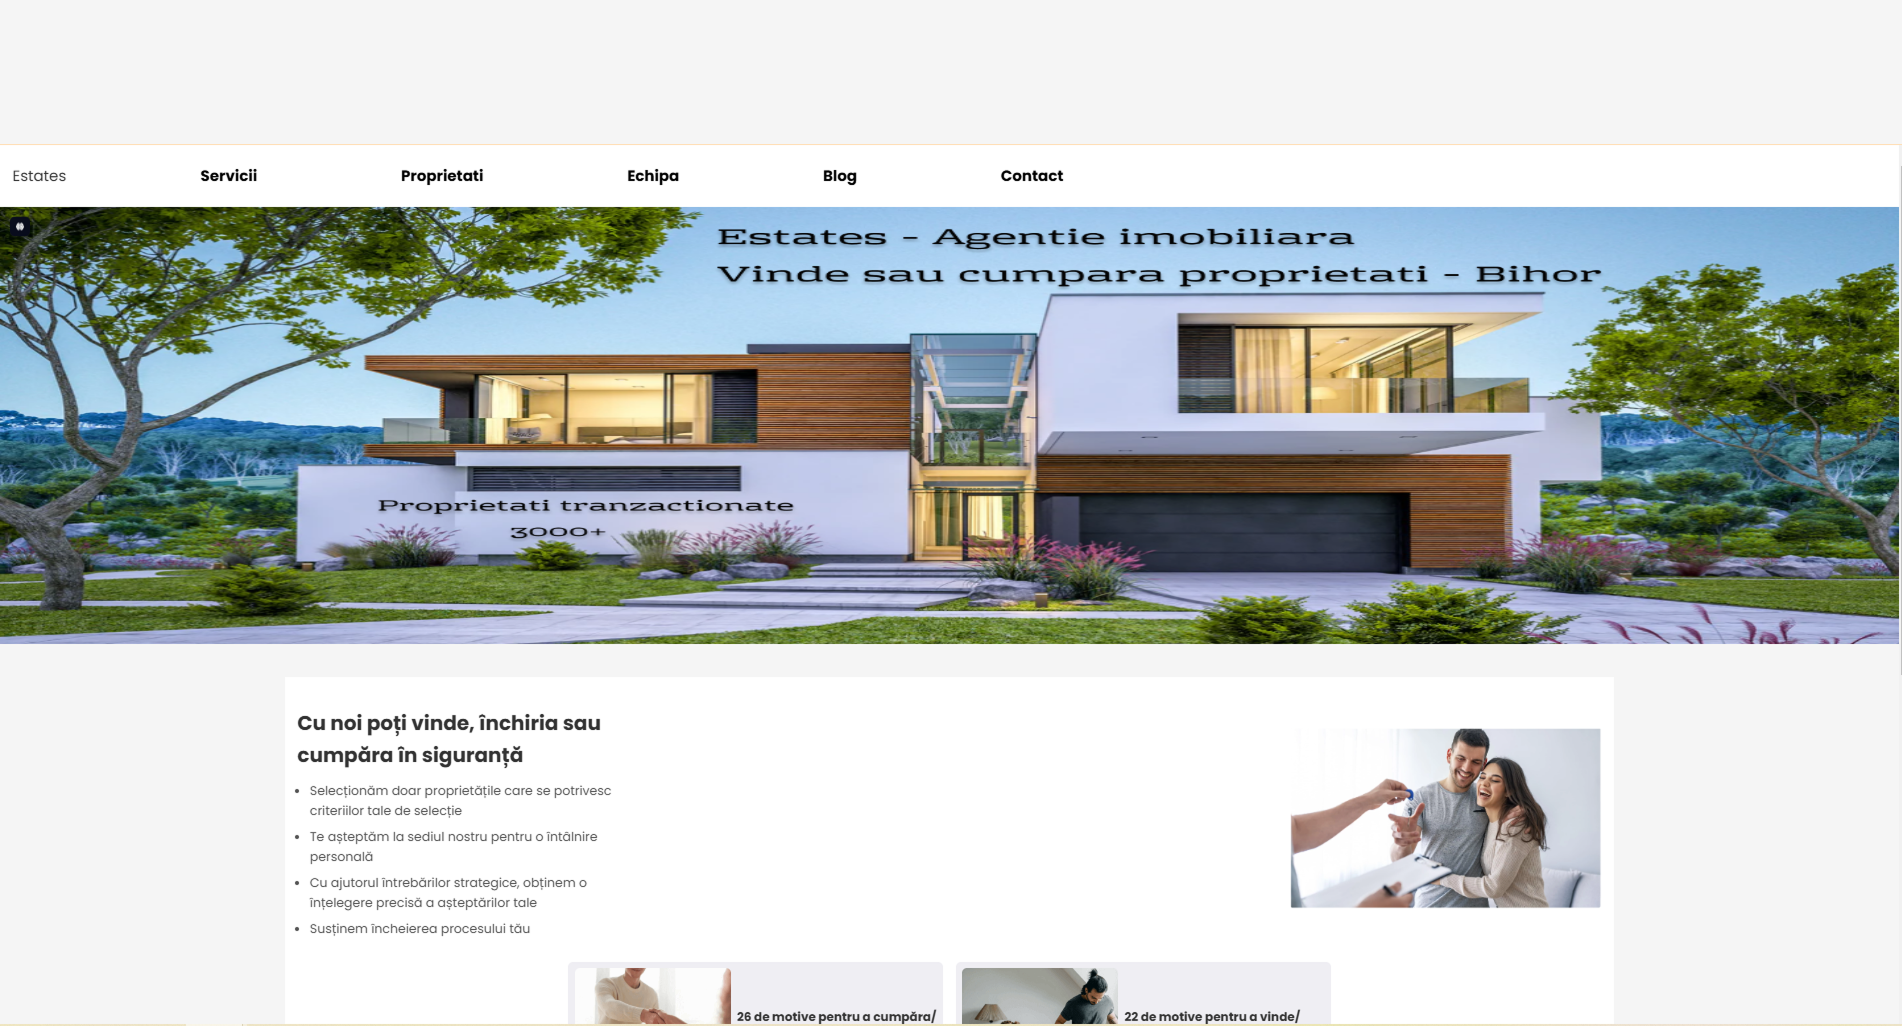 Estates Servicii Proprietati Echipa Blog Contact
Estates - Agentie imobiliara
Vinde sau cumpara proprietati - Bihor
Proprietati tranzactionate
3000+
Cu noi poți vinde, închiria sau
cumpăra în siguranță
Selecționăm doar proprietățile care se potrivesc
criteriilor tale de selecție
Te așteptăm la sediul nostru pentru o întâlnire
personală
Cu ajutorul întrebărilor strategice, obținem o
înțelegere precisă a așteptărilor tale
Susținem încheierea procesului tău
26 de motive pentru a cumpăra/
22 de motive pentru a vinde/